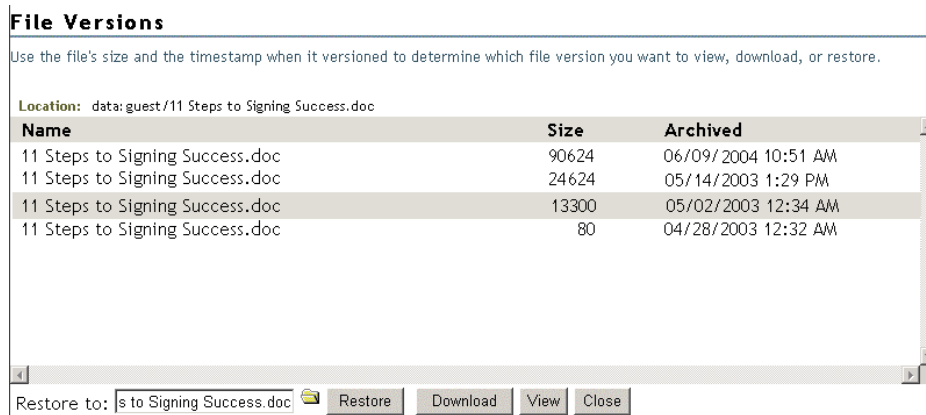 File Versions
Use the file's size and the timestamp when it versioned to determine which file version you want to view, download, or restore.
Location: data:guest/11 Steps to Signing Success.doc
Name Size Archived
11 Steps to Signing Success.doc 90624 06/09/2004 10:51 AM
11 Steps to Signing Success.doc 24624 05/14/2003 1:29 PM
11 Steps to Signing Success.doc 13300 05/02/2003 12:34 AM
11 Steps to Signing Success.doc 80 04/28/2003 12:32 AM
Restore to: s to Signing Success.doc Restore Download View Close